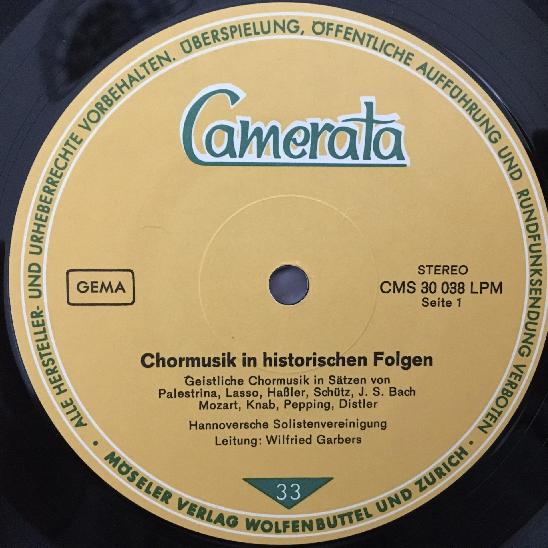 ALLE HERSTELLER- UND URHEBERRECHTE VORBEHALTEN. ÜBERSPIELUNG, ÖFFENTLICHE AUFFÜHRUNG UND RUNDFUNKSENDUNG VERBOTEN
Camerata
GEMA
STEREO
CMS 30 038 LPM
Seite 1
Chormusik in historischen Folgen
Geistliche Chormusik in Sätzen von
Palestrina, Lasso, Haßler, Schütz, J. S. Bach
Mozart, Knab, Pepping, Distler
Hannoversche Solistenvereinigung
Leitung: Wilfried Garbers
33
• MÖSELER VERLAG WOLFENBÜTTEL UND ZÜRICH •